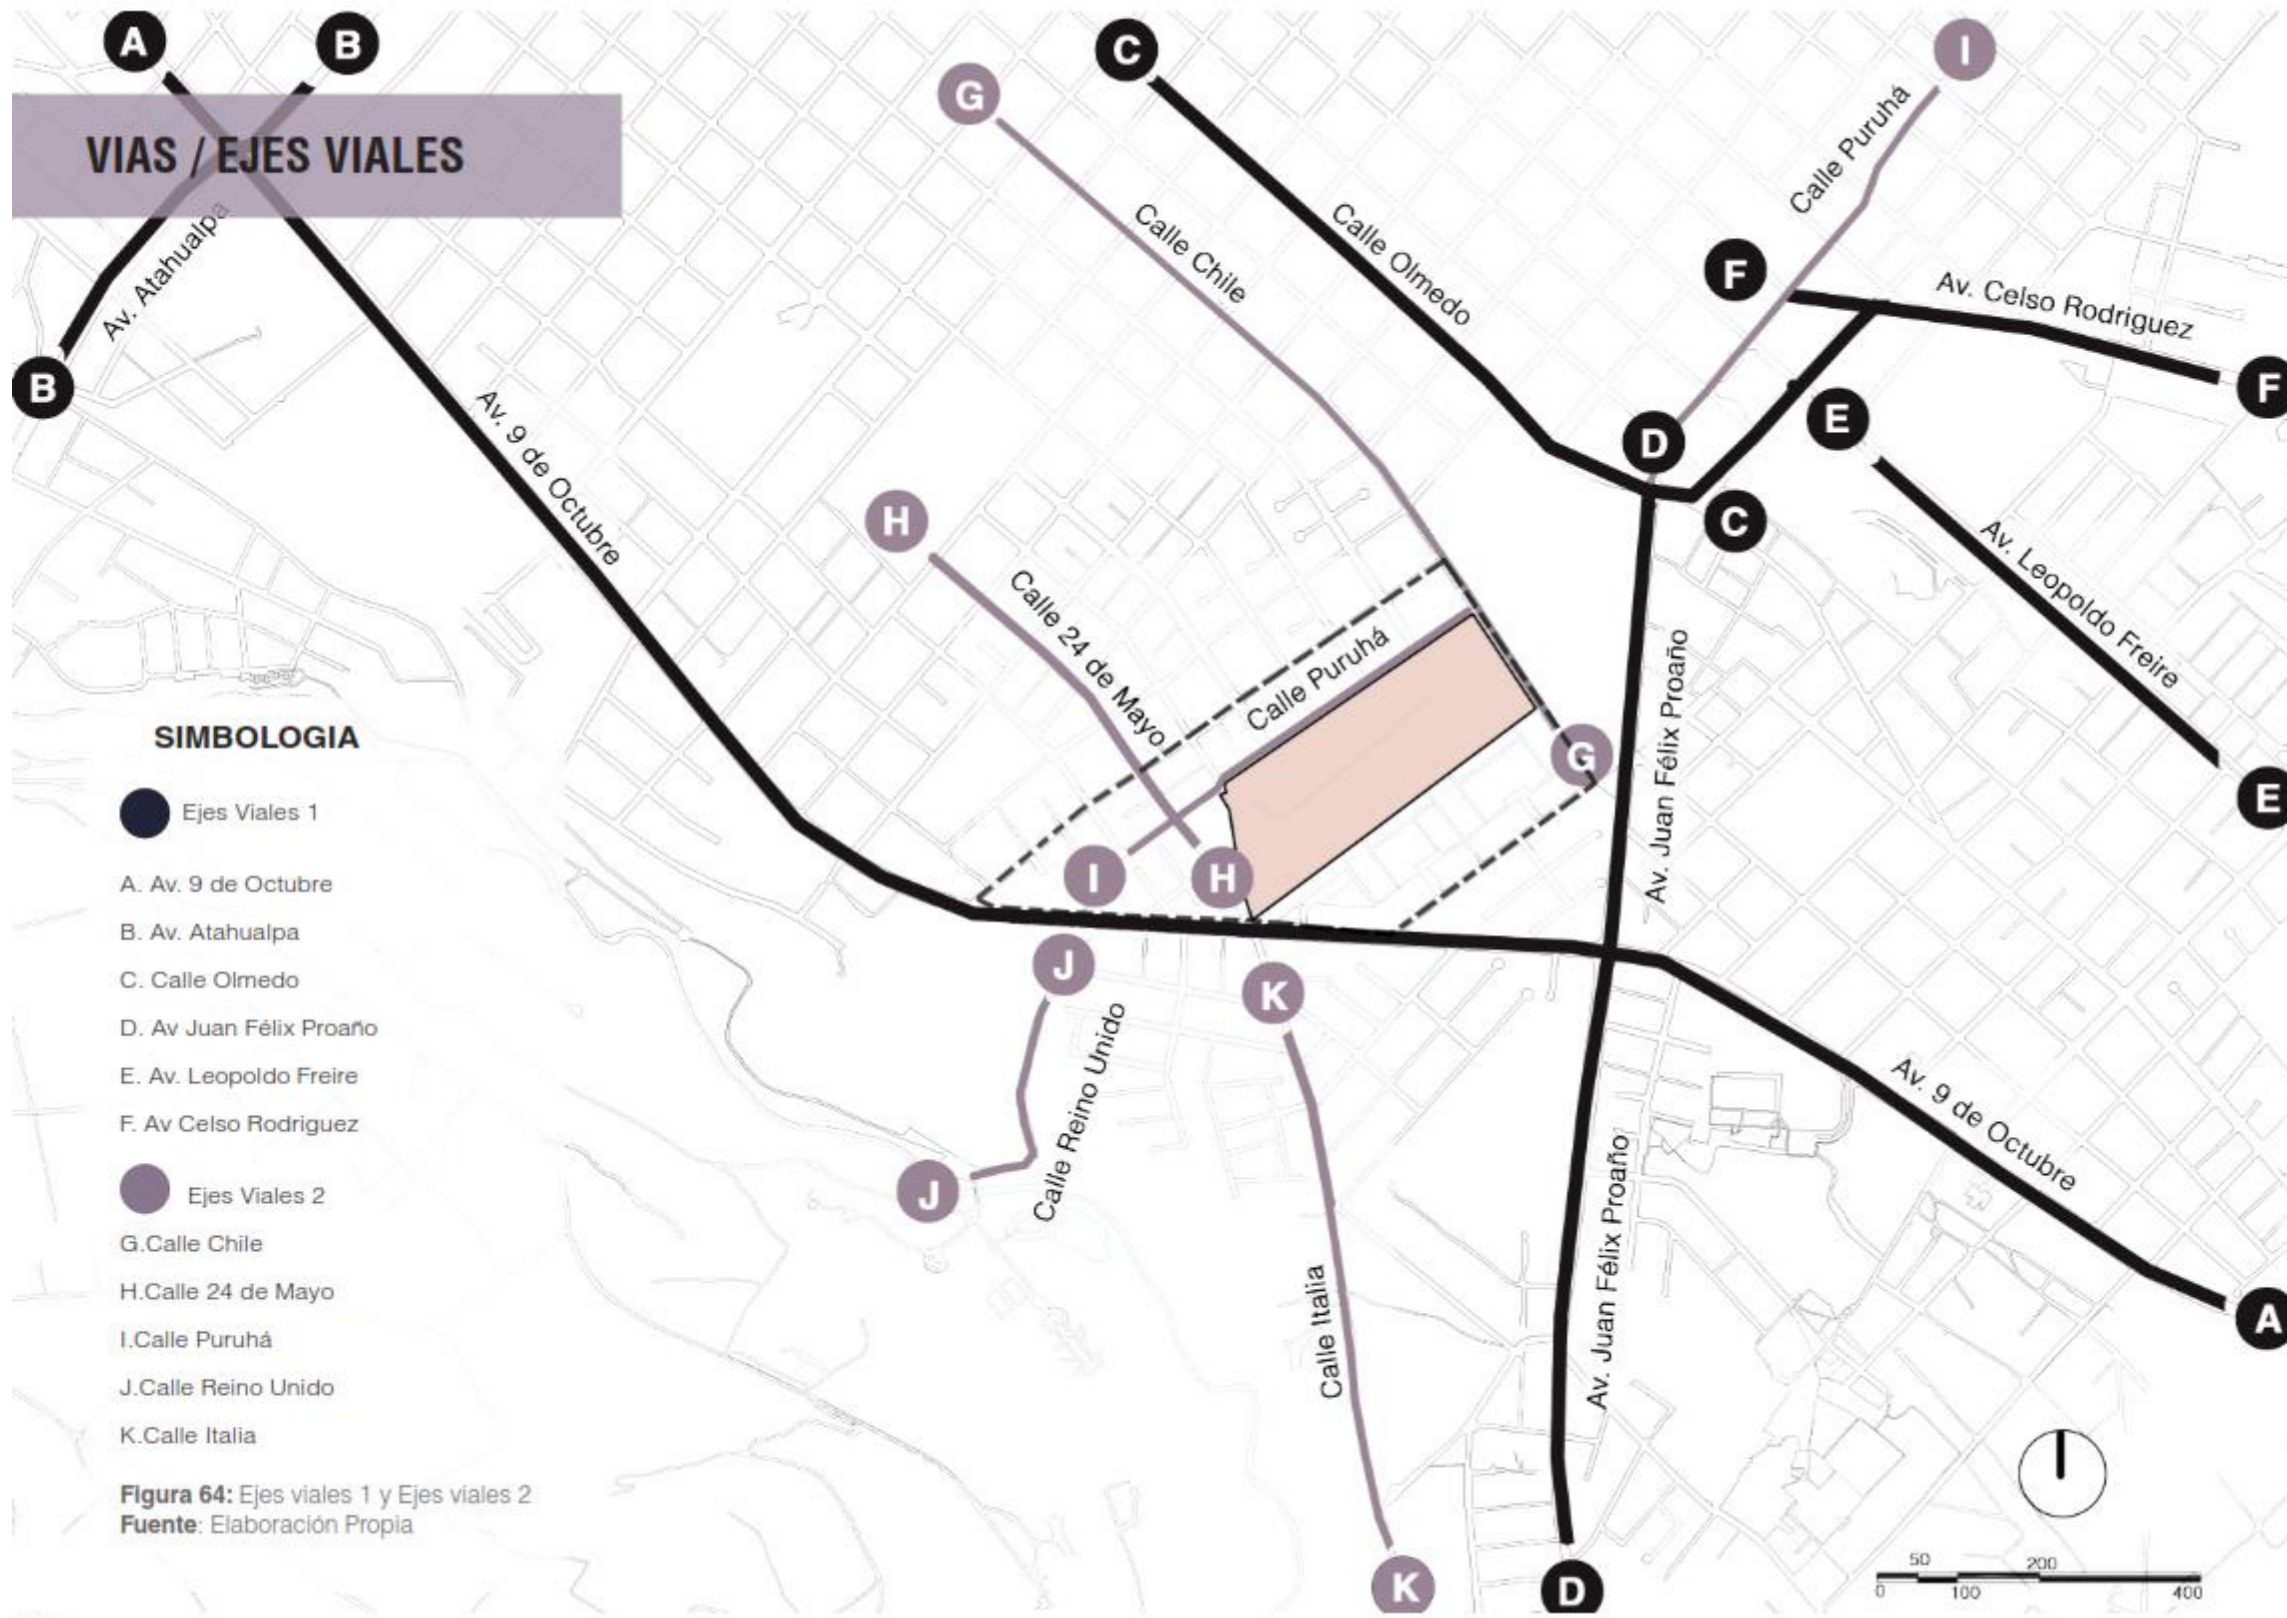 A
B
C
I
G
VIAS / EJES VIALES
Calle Puruhá
Calle Chile
Calle Olmedo
F
Av. Celso Rodriguez
Av. Atahualpa
B
F
Av. 9 de Octubre
E
D
H
C
Av. Leopoldo Freire
Calle 24 de Mayo
Calle Puruhá
Av. Juan Félix Proaño
G
E
I
H
J
K
Calle Reino Unido
J
Av. 9 de Octubre
Av. Juan Félix Proaño
Calle Italia
A
K
D
SIMBOLOGIA
Ejes Viales 1
A. Av. 9 de Octubre
B. Av. Atahualpa
C. Calle Olmedo
D. Av Juan Félix Proaño
E. Av. Leopoldo Freire
F. Av Celso Rodriguez
Ejes Viales 2
G.Calle Chile
H.Calle 24 de Mayo
I.Calle Puruhá
J.Calle Reino Unido
K.Calle Italia
Figura 64: Ejes viales 1 y Ejes viales 2
Fuente: Elaboración Propia
50 200
0 100 400